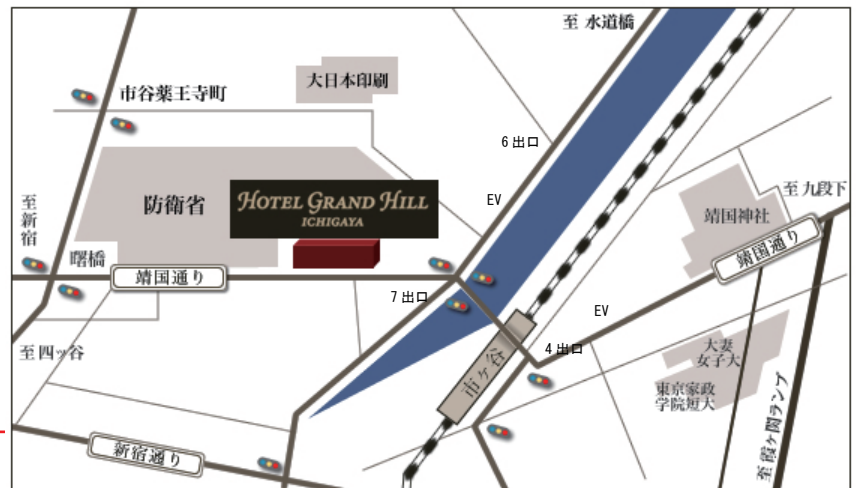 至 水道橋
大日本印刷
市谷薬王寺町
6 出口
至 九段下
防衛省
HOTEL GRAND HILL
ICHIGAYA
EV
至新宿
靖国神社
曙橋
靖国通り
靖国通り
7 出口
EV
至 四ッ谷
4 出口
市ヶ谷
大妻
女子大
東京家政
学院短大
新宿通り
至 霞ヶ関ランプ